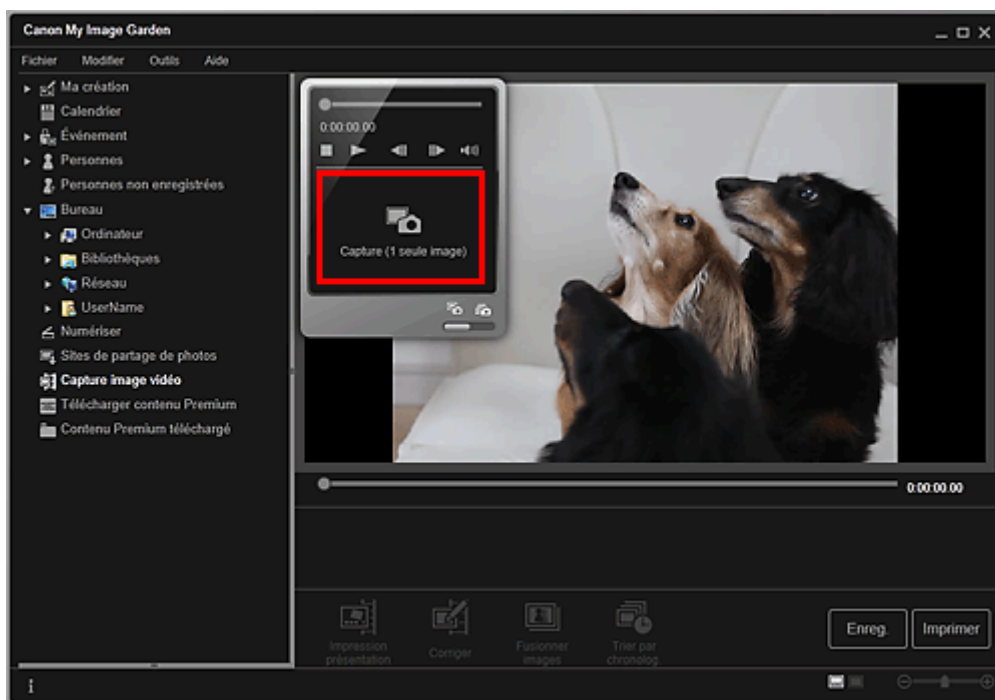 Canon My Image Garden
Fichier Modifier Outils Aide
Ma création
Calendrier
Événement
Personnes
Personnes non enregistrées
Bureau
Ordinateur
Bibliothèques
Réseau
UserName
Numériser
Sites de partage de photos
Capture image vidéo
Télécharger contenu Premium
Contenu Premium téléchargé
0:00:00.00
Capture (1 seule image)
0:00:00.00
Impression
présentation
Corriger
Fusionner
images
Trier par
chronolog
Enreg.
Imprimer